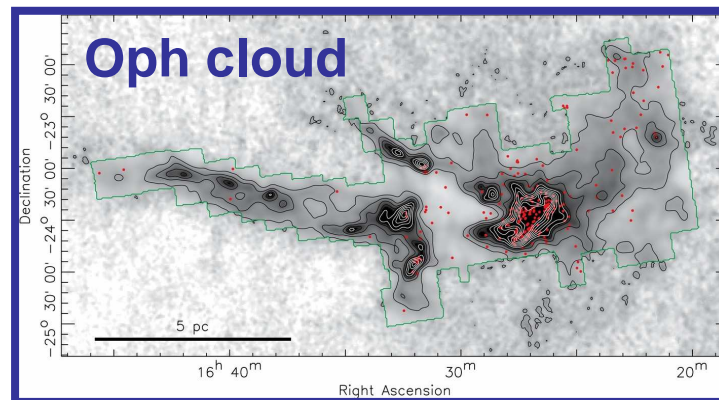 Oph cloud
00'
−23° 30'
00'
−24° 30'
00'
−25° 30'
Declination
5 pc
16ʰ 40ᵐ
30ᵐ
20ᵐ
Right Ascension